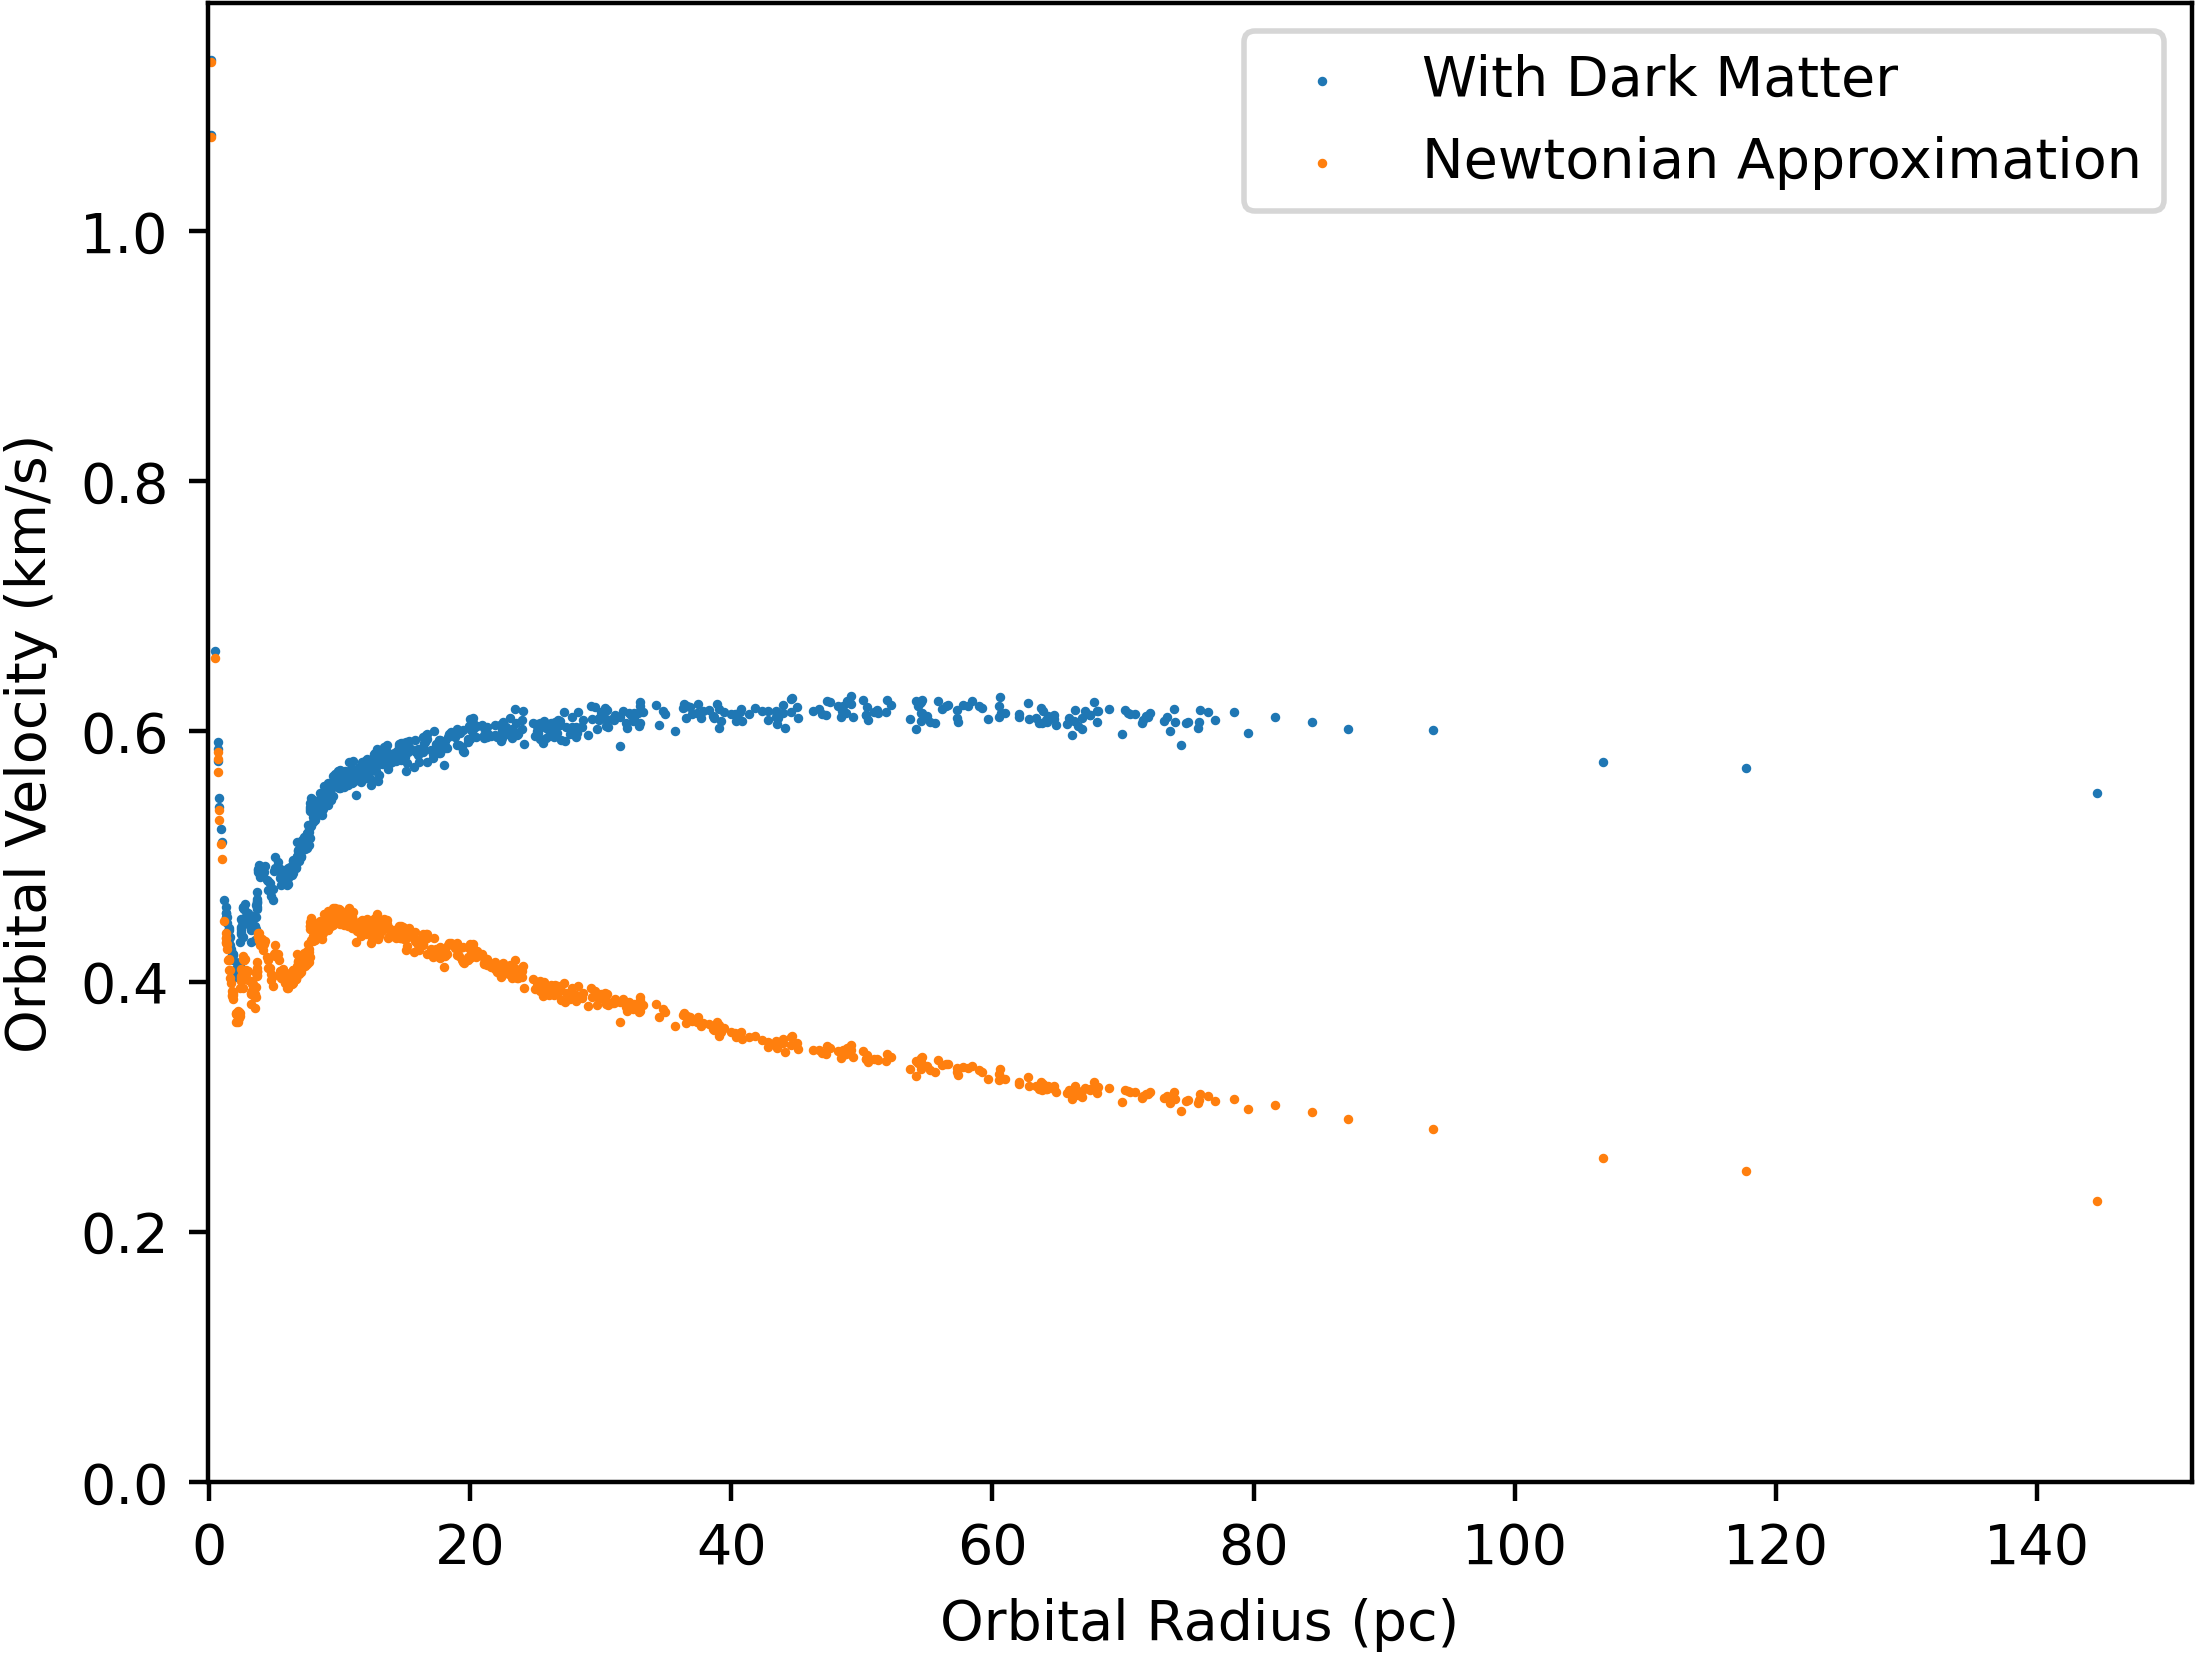 With Dark Matter
Newtonian Approximation
Orbital Velocity (km/s)
1.0
0.8
0.6
0.4
0.2
0.0
0 20 40 60 80 100 120 140
Orbital Radius (pc)